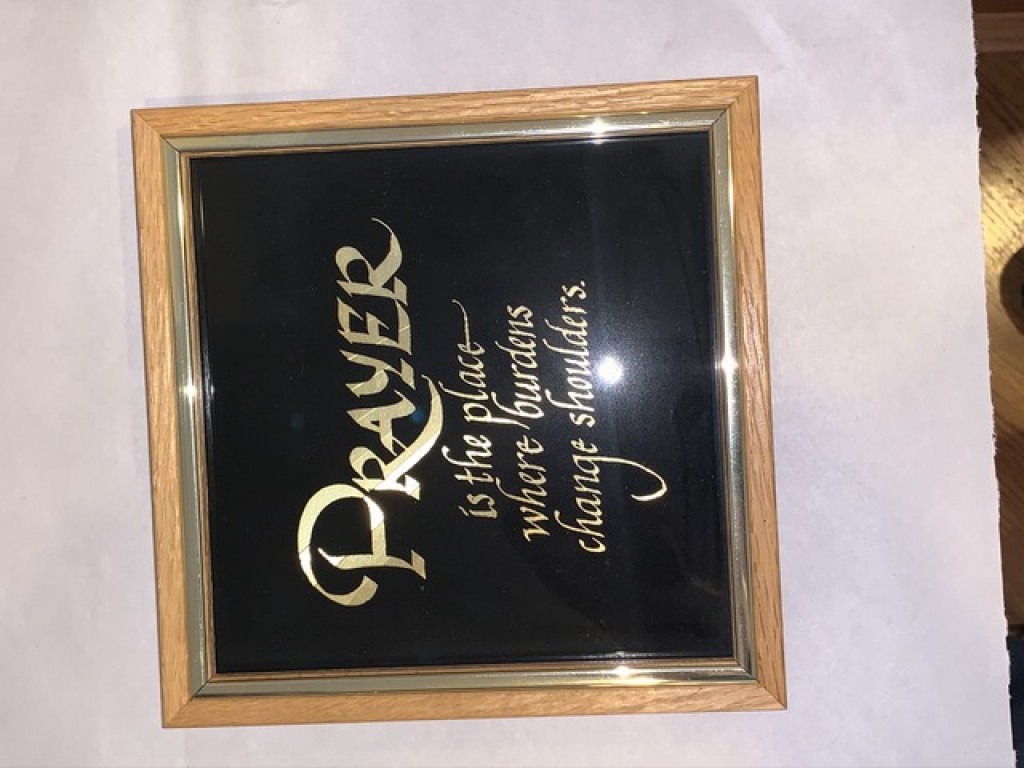 PRAYER
is the place
where burdens
change shoulders.